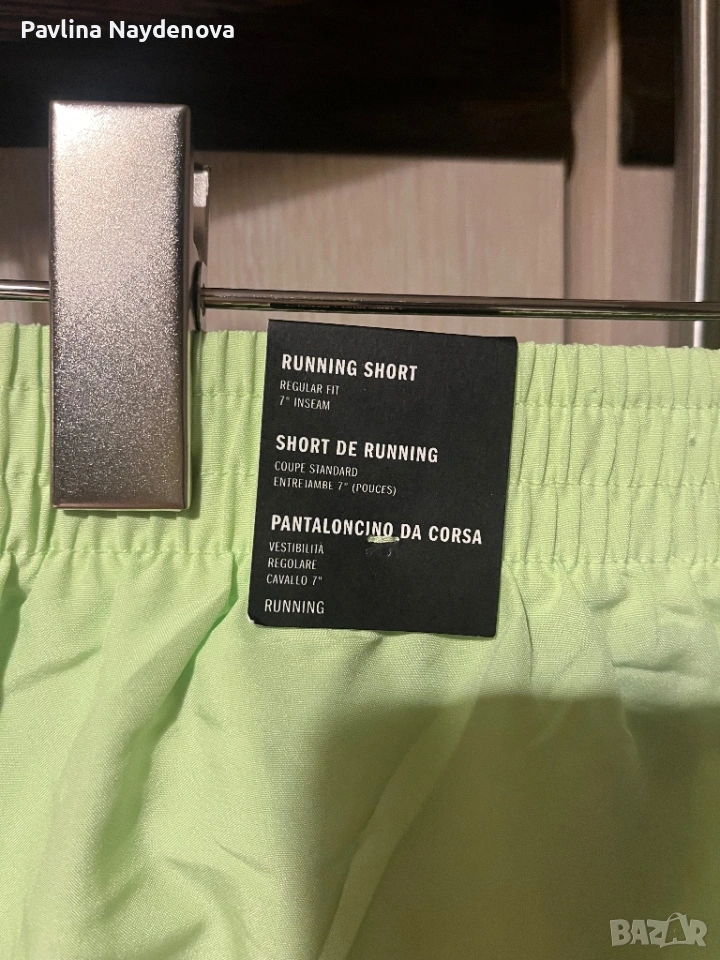 Pavlina Naydenova
RUNNING SHORT
REGULAR FIT
7" INSEAM
SHORT DE RUNNING
COUPE STANDARD
ENTREJAMBE 7" (POUCES)
PANTALONCINO DA CORSA
VESTIBILITÀ
REGOLARE
CAVALLO 7"
RUNNING
BAZAR